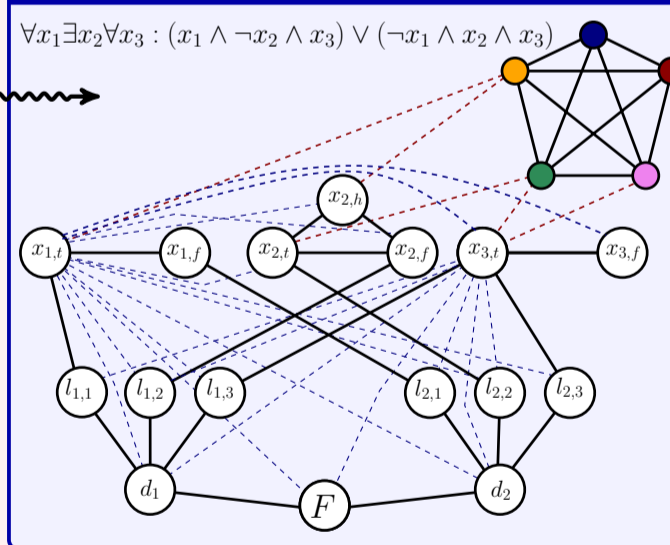 ∀x₁∃x₂∀x₃ : (x₁ ∧ ¬x₂ ∧ x₃) ∨ (¬x₁ ∧ x₂ ∧ x₃)
x₂,ₕ
x₁,ₜ x₁,f x₂,ₜ x₂,f x₃,ₜ x₃,f
l₁,₁ l₁,₂ l₁,₃ l₂,₁ l₂,₂ l₂,₃
d₁ F d₂